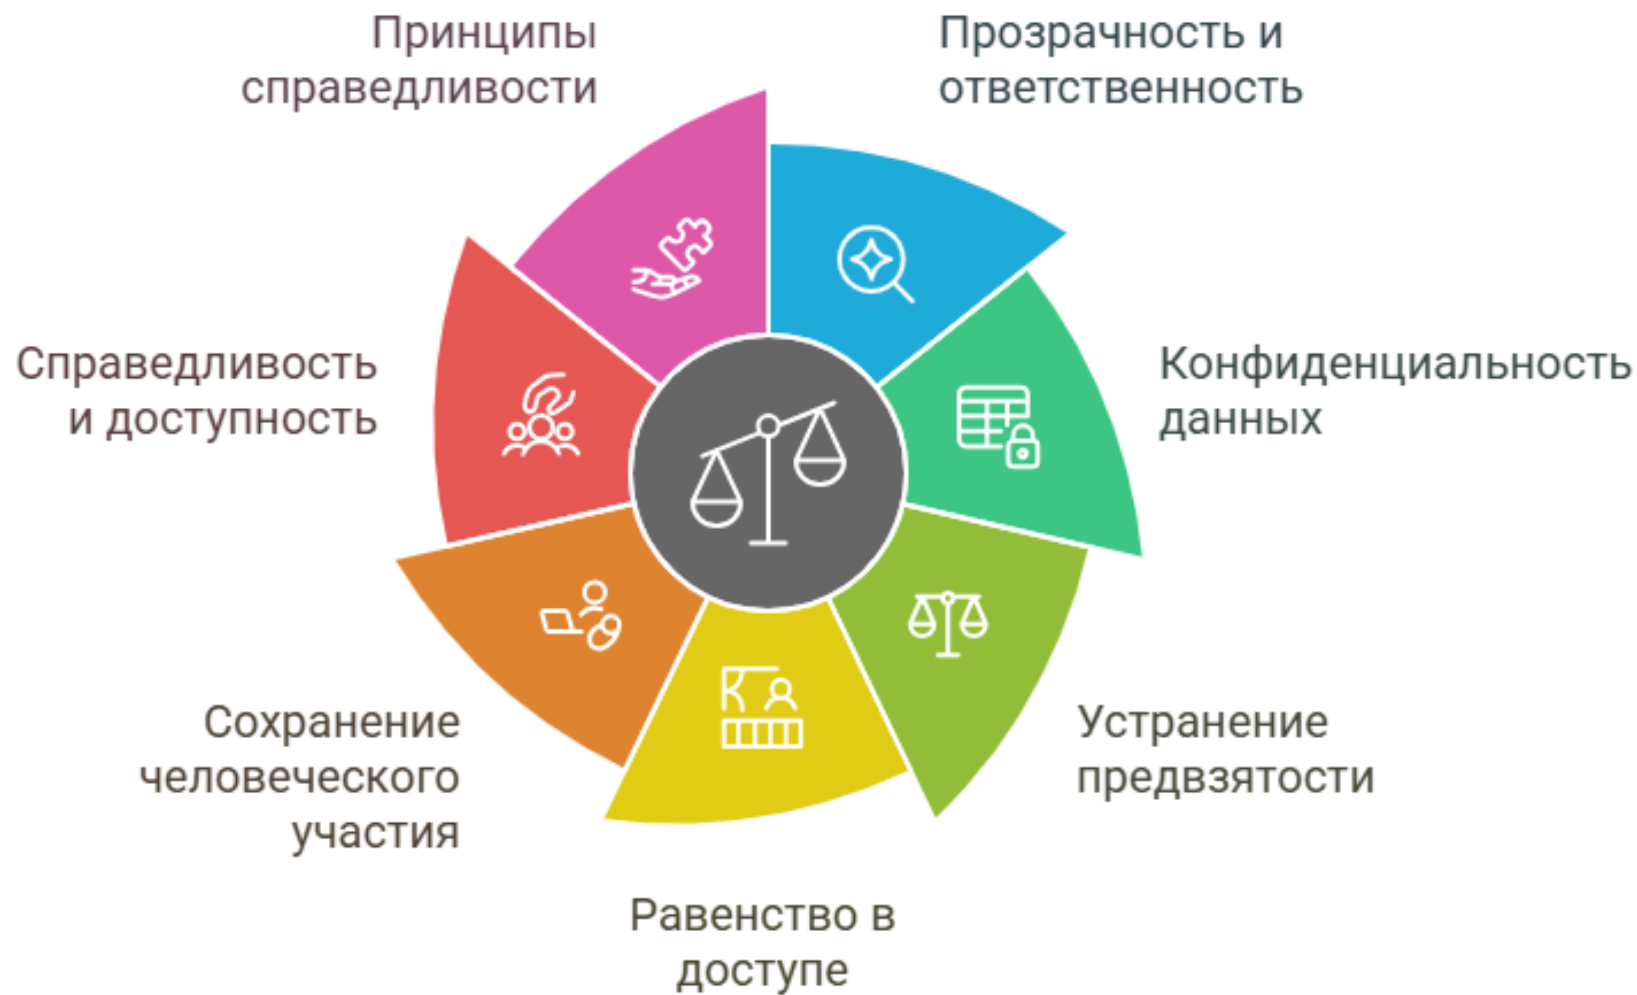 Принципы
справедливости
Прозрачность и
ответственность
Справедливость
и доступность
Конфиденциальность
данных
Сохранение
человеческого
участия
Устранение
предвзятости
Равенство в
доступе